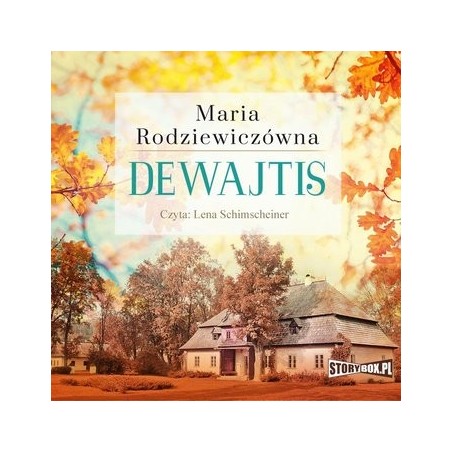 Maria
Rodziewiczówna
DEWAJTIS
Czyta: Lena Schimscheiner
STORYBOX.PL